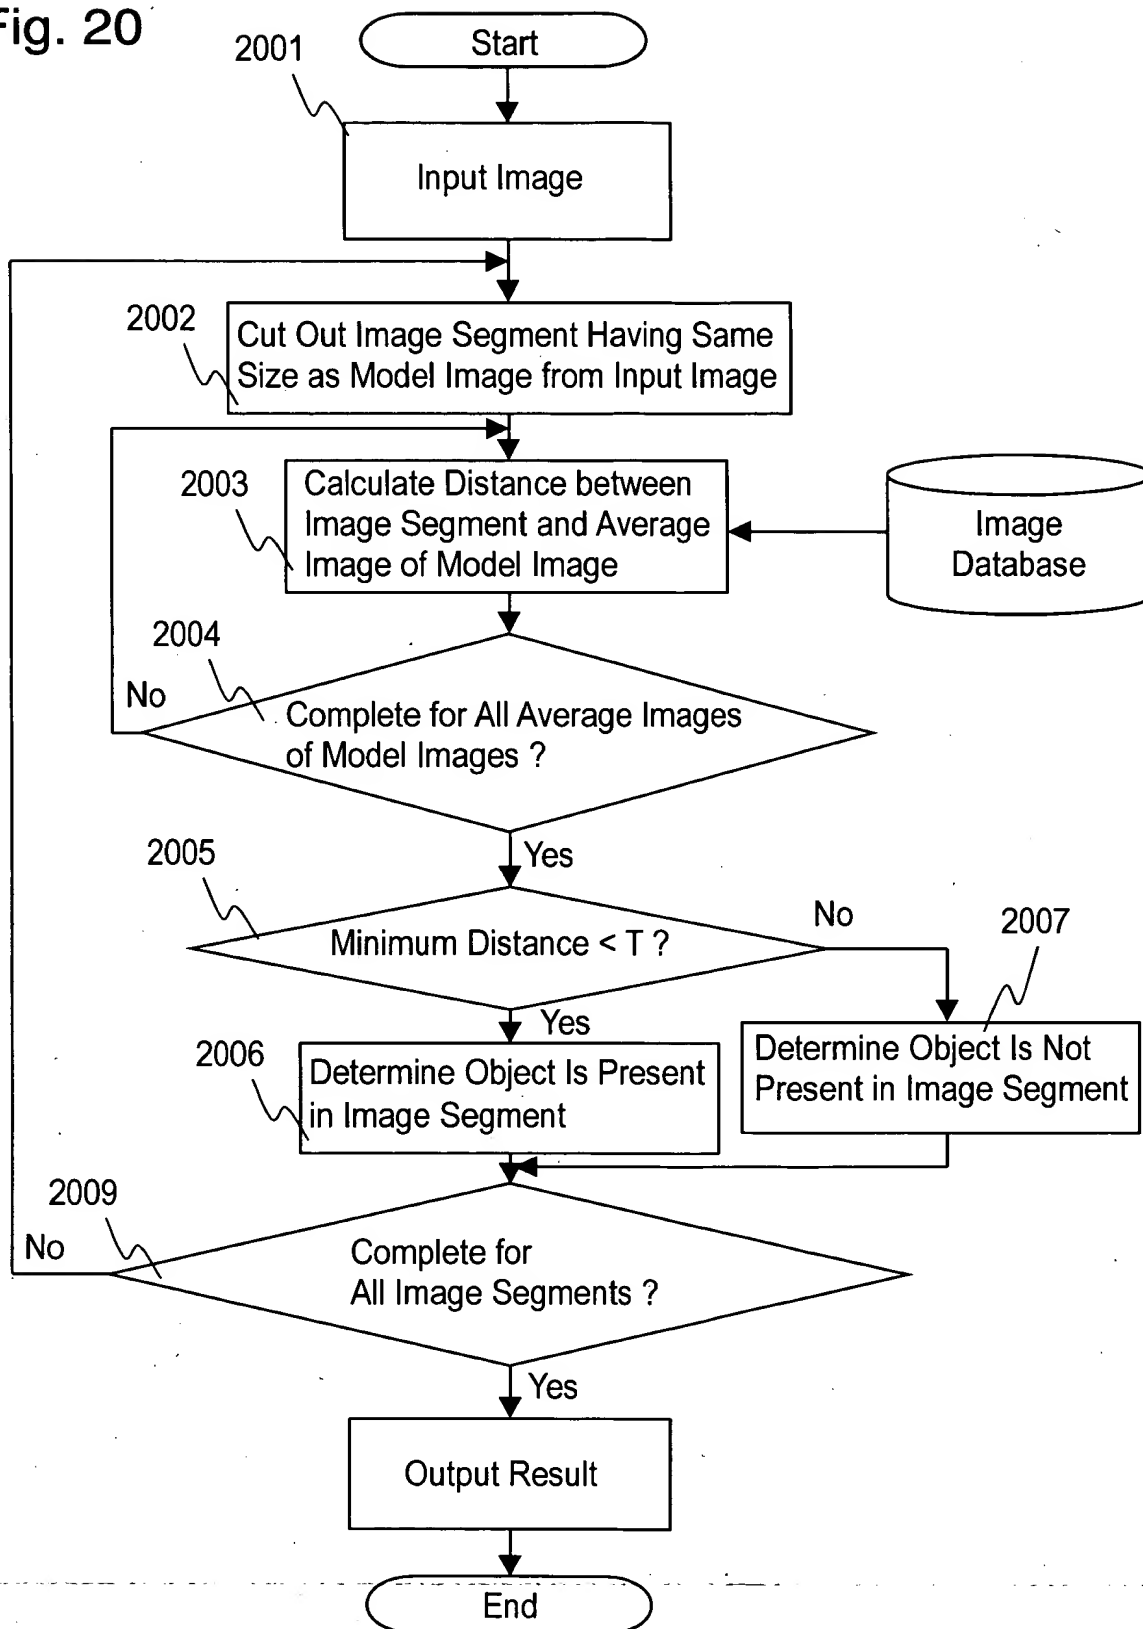 Fig. 20
2001
Start
Input Image
2002
Cut Out Image Segment Having Same
Size as Model Image from Input Image
2003
Calculate Distance between
Image Segment and Average
Image of Model Image
Image
Database
2004
No
Complete for All Average Images
of Model Images ?
Yes
2005
Minimum Distance < T ?
No
2007
Yes
2006
Determine Object Is Present
in Image Segment
Determine Object Is Not
Present in Image Segment
2009
No
Complete for
All Image Segments ?
Yes
Output Result
End